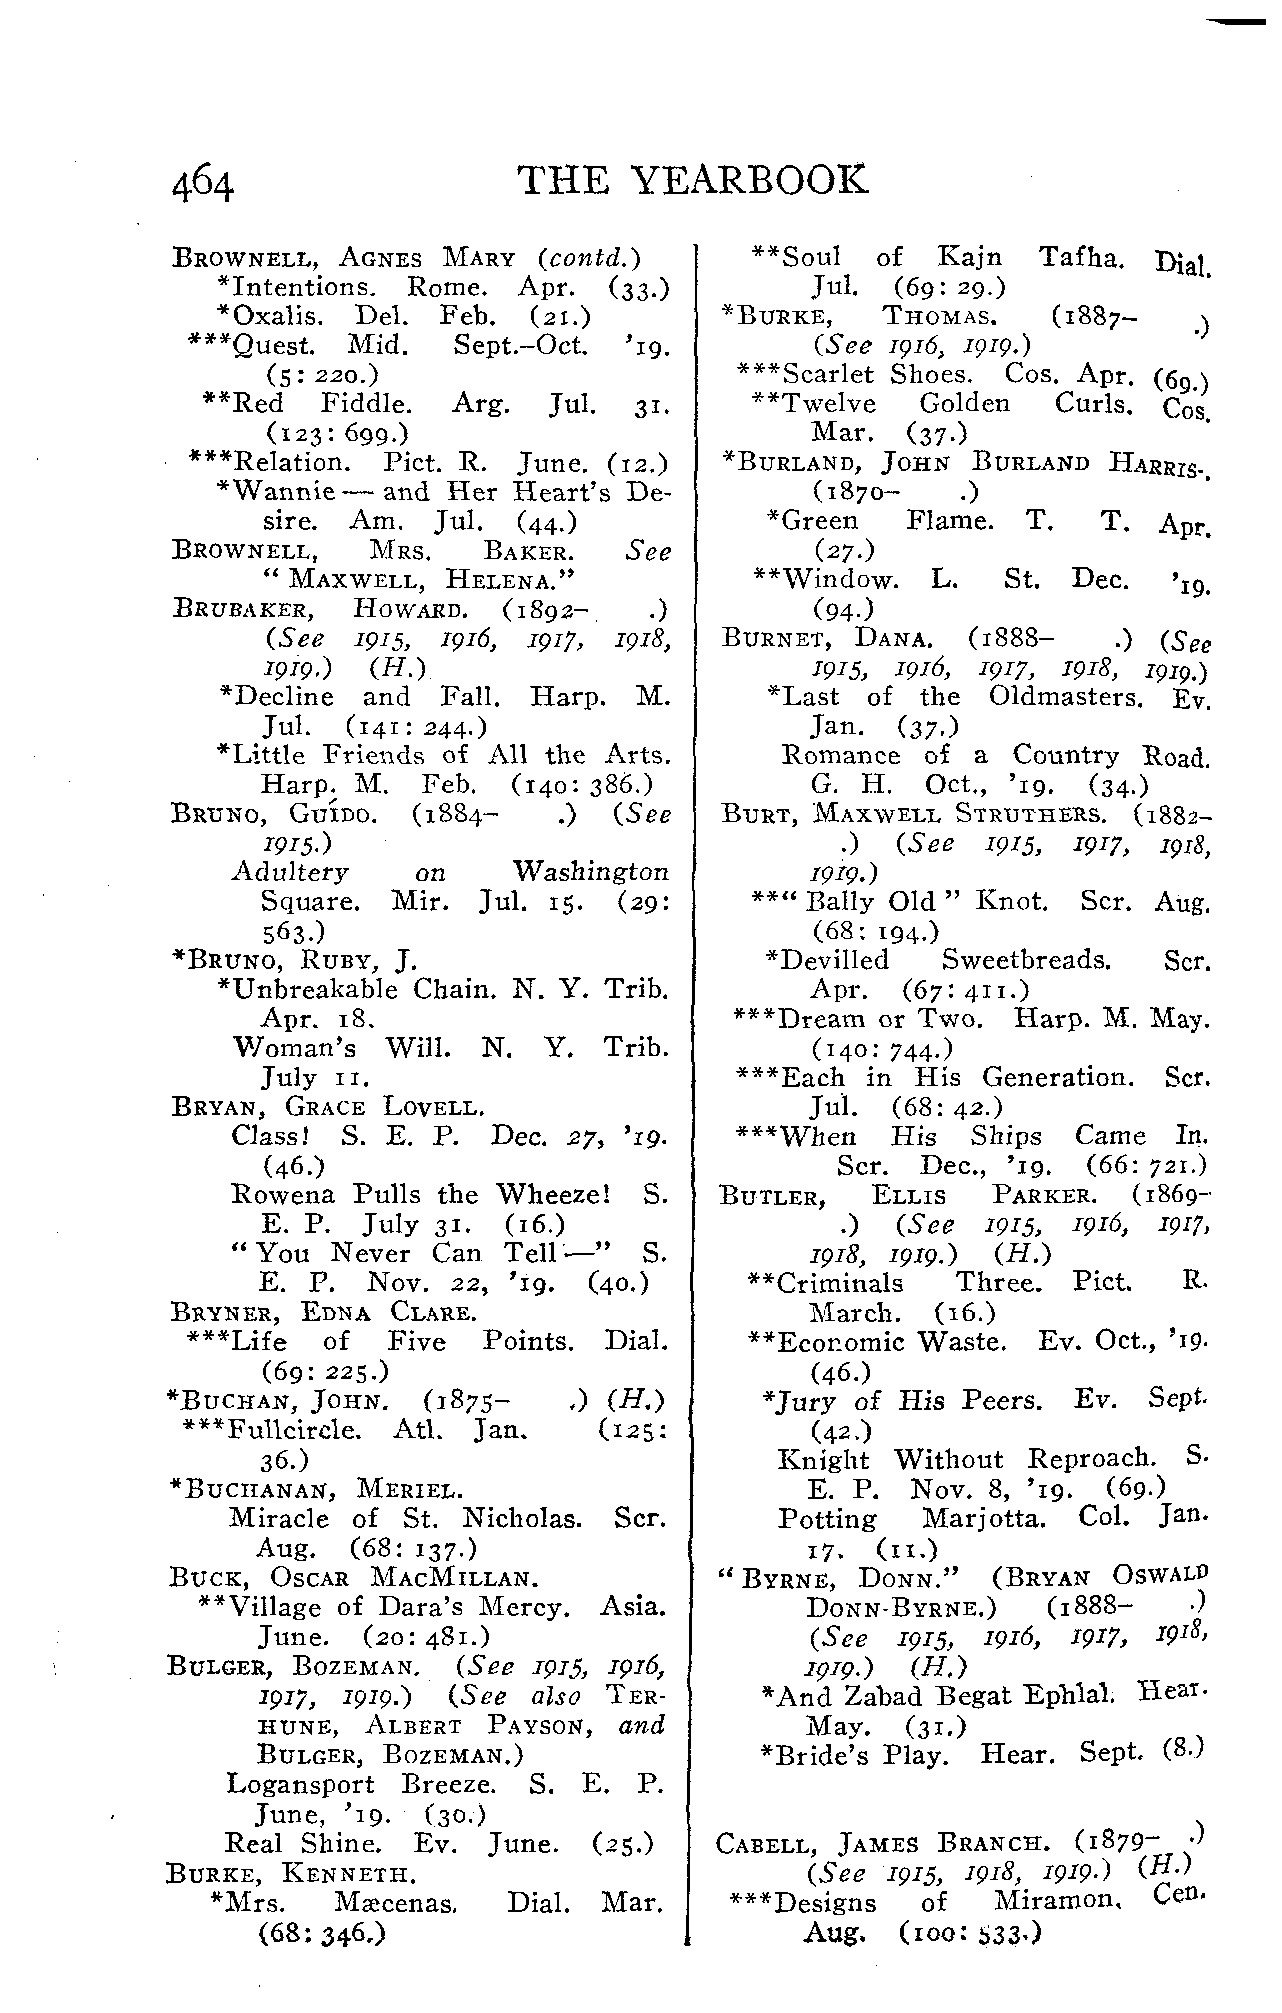 464 THE YEARBOOK
BROWNELL, AGNES MARY (contd.)
*Intentions. Rome. Apr. (33.)
*Oxalis. Del. Feb. (21.)
***Quest. Mid. Sept.–Oct. ’19.
(5: 220.)
**Red Fiddle. Arg. Jul. 31.
(123: 699.)
***Relation. Pict. R. June. (12.)
*Wannie — and Her Heart’s De-
sire. Am. Jul. (44.)
BROWNELL, MRS. BAKER. See
“ MAXWELL, HELENA.”
BRUBAKER, HOWARD. (1892– .)
(See 1915, 1916, 1917, 1918,
1919.) (H.)
*Decline and Fall. Harp. M.
Jul. (141: 244.)
*Little Friends of All the Arts.
Harp. M. Feb. (140: 386.)
BRUNO, GUÍDO. (1884– .) (See
1915.)
Adultery on Washington
Square. Mir. Jul. 15. (29:
563.)
*BRUNO, RUBY, J.
*Unbreakable Chain. N. Y. Trib.
Apr. 18.
Woman’s Will. N. Y. Trib.
July 11.
BRYAN, GRACE LOVELL.
Class! S. E. P. Dec. 27, ’19.
(46.)
Rowena Pulls the Wheeze! S.
E. P. July 31. (16.)
“ You Never Can Tell —” S.
E. P. Nov. 22, ’19. (40.)
BRYNER, EDNA CLARE.
***Life of Five Points. Dial.
(69: 225.)
*BUCHAN, JOHN. (1875– .) (H.)
***Fullcircle. Atl. Jan. (125:
36.)
*BUCHANAN, MERIEL.
Miracle of St. Nicholas. Scr.
Aug. (68: 137.)
BUCK, OSCAR MACMILLAN.
**Village of Dara’s Mercy. Asia.
June. (20: 481.)
BULGER, BOZEMAN. (See 1915, 1916,
1917, 1919.) (See also TER-
HUNE, ALBERT PAYSON, and
BULGER, BOZEMAN.)
Logansport Breeze. S. E. P.
June, ’19. (30.)
Real Shine. Ev. June. (25.)
BURKE, KENNETH.
*Mrs. Mæcenas. Dial. Mar.
(68: 346.)
**Soul of Kajn Tafha. Dial.
Jul. (69: 29.)
*BURKE, THOMAS. (1887– .)
(See 1916, 1919.)
***Scarlet Shoes. Cos. Apr. (69.)
**Twelve Golden Curls. Cos.
Mar. (37.)
*BURLAND, JOHN BURLAND HARRIS-.
(1870– .)
*Green Flame. T. T. Apr.
(27.)
**Window. L. St. Dec. ’19.
(94.)
BURNET, DANA. (1888– .) (See
1915, 1916, 1917, 1918, 1919.)
*Last of the Oldmasters. Ev.
Jan. (37.)
Romance of a Country Road.
G. H. Oct., ’19. (34.)
BURT, MAXWELL STRUTHERS. (1882–
.) (See 1915, 1917, 1918,
1919.)
**“ Bally Old ” Knot. Scr. Aug.
(68: 194.)
*Devilled Sweetbreads. Scr.
Apr. (67: 411.)
***Dream or Two. Harp. M. May.
(140: 744.)
***Each in His Generation. Scr.
Jul. (68: 42.)
***When His Ships Came In.
Scr. Dec., ’19. (66: 721.)
BUTLER, ELLIS PARKER. (1869–
.) (See 1915, 1916, 1917,
1918, 1919.) (H.)
**Criminals Three. Pict. R.
March. (16.)
**Economic Waste. Ev. Oct., ’19.
(46.)
*Jury of His Peers. Ev. Sept.
(42.)
Knight Without Reproach. S.
E. P. Nov. 8, ’19. (69.)
Potting Marjotta. Col. Jan.
17. (11.)
“ BYRNE, DONN.” (BRYAN OSWALD
DONN-BYRNE.) (1888– .)
(See 1915, 1916, 1917, 1918,
1919.) (H.)
*And Zabad Begat Ephlal. Hear.
May. (31.)
*Bride’s Play. Hear. Sept. (8.)
CABELL, JAMES BRANCH. (1879– .)
(See 1915, 1918, 1919.) (H.)
***Designs of Miramon. Cen.
Aug. (100: 533.)